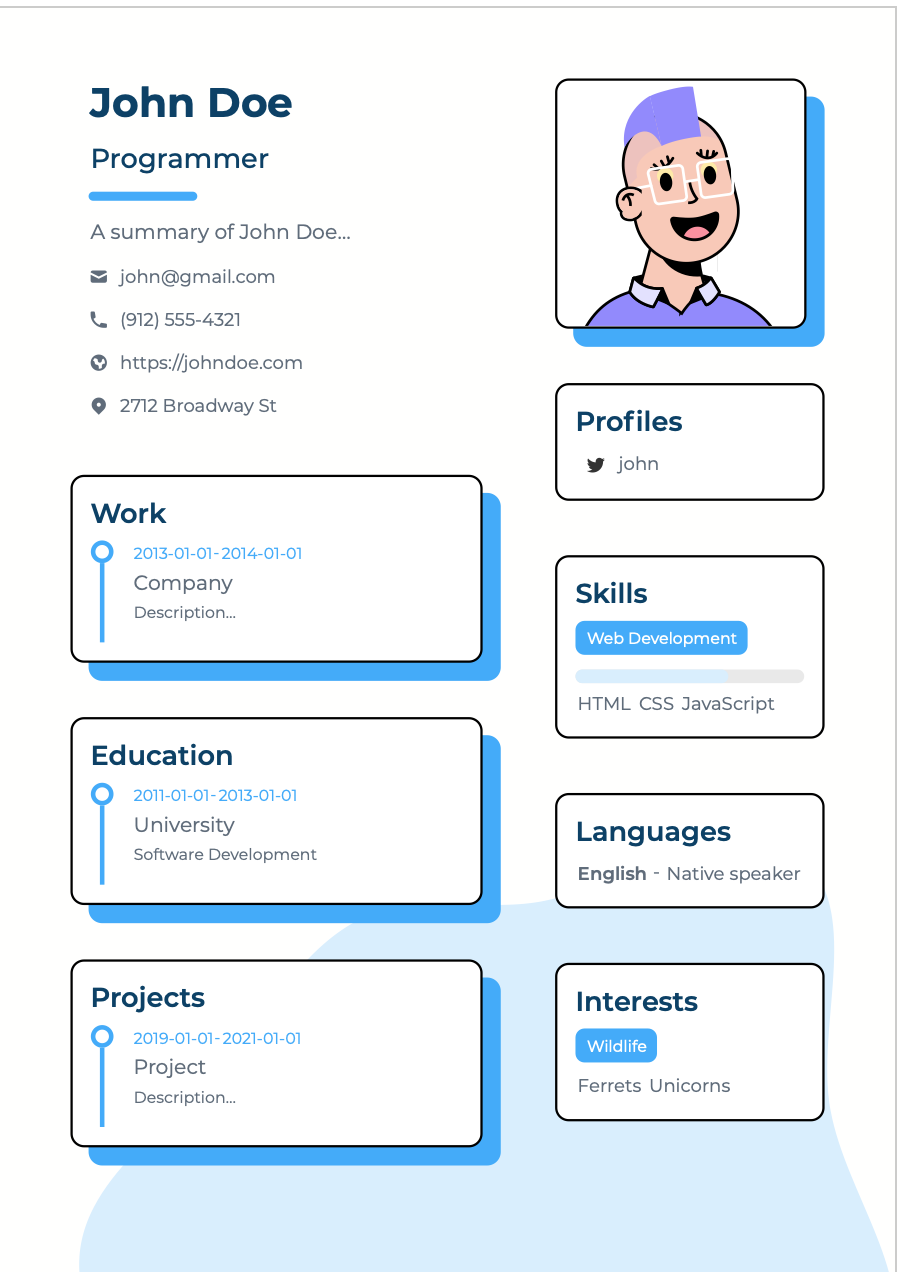 John Doe
Programmer
A summary of John Doe...
john@gmail.com
(912) 555-4321
https://johndoe.com
2712 Broadway St
Work
2013-01-01-2014-01-01
Company
Description...
Education
2011-01-01-2013-01-01
University
Software Development
Projects
2019-01-01-2021-01-01
Project
Description...
Profiles
john
Skills
Web Development
HTML CSS JavaScript
Languages
English - Native speaker
Interests
Wildlife
Ferrets Unicorns